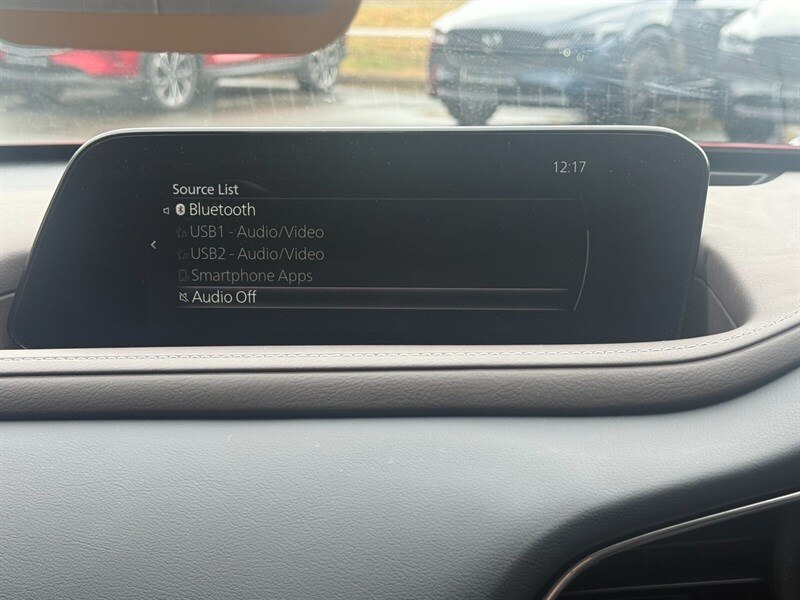 12:17
Source List
Bluetooth
USB1 - Audio/Video
USB2 - Audio/Video
Smartphone Apps
Audio Off